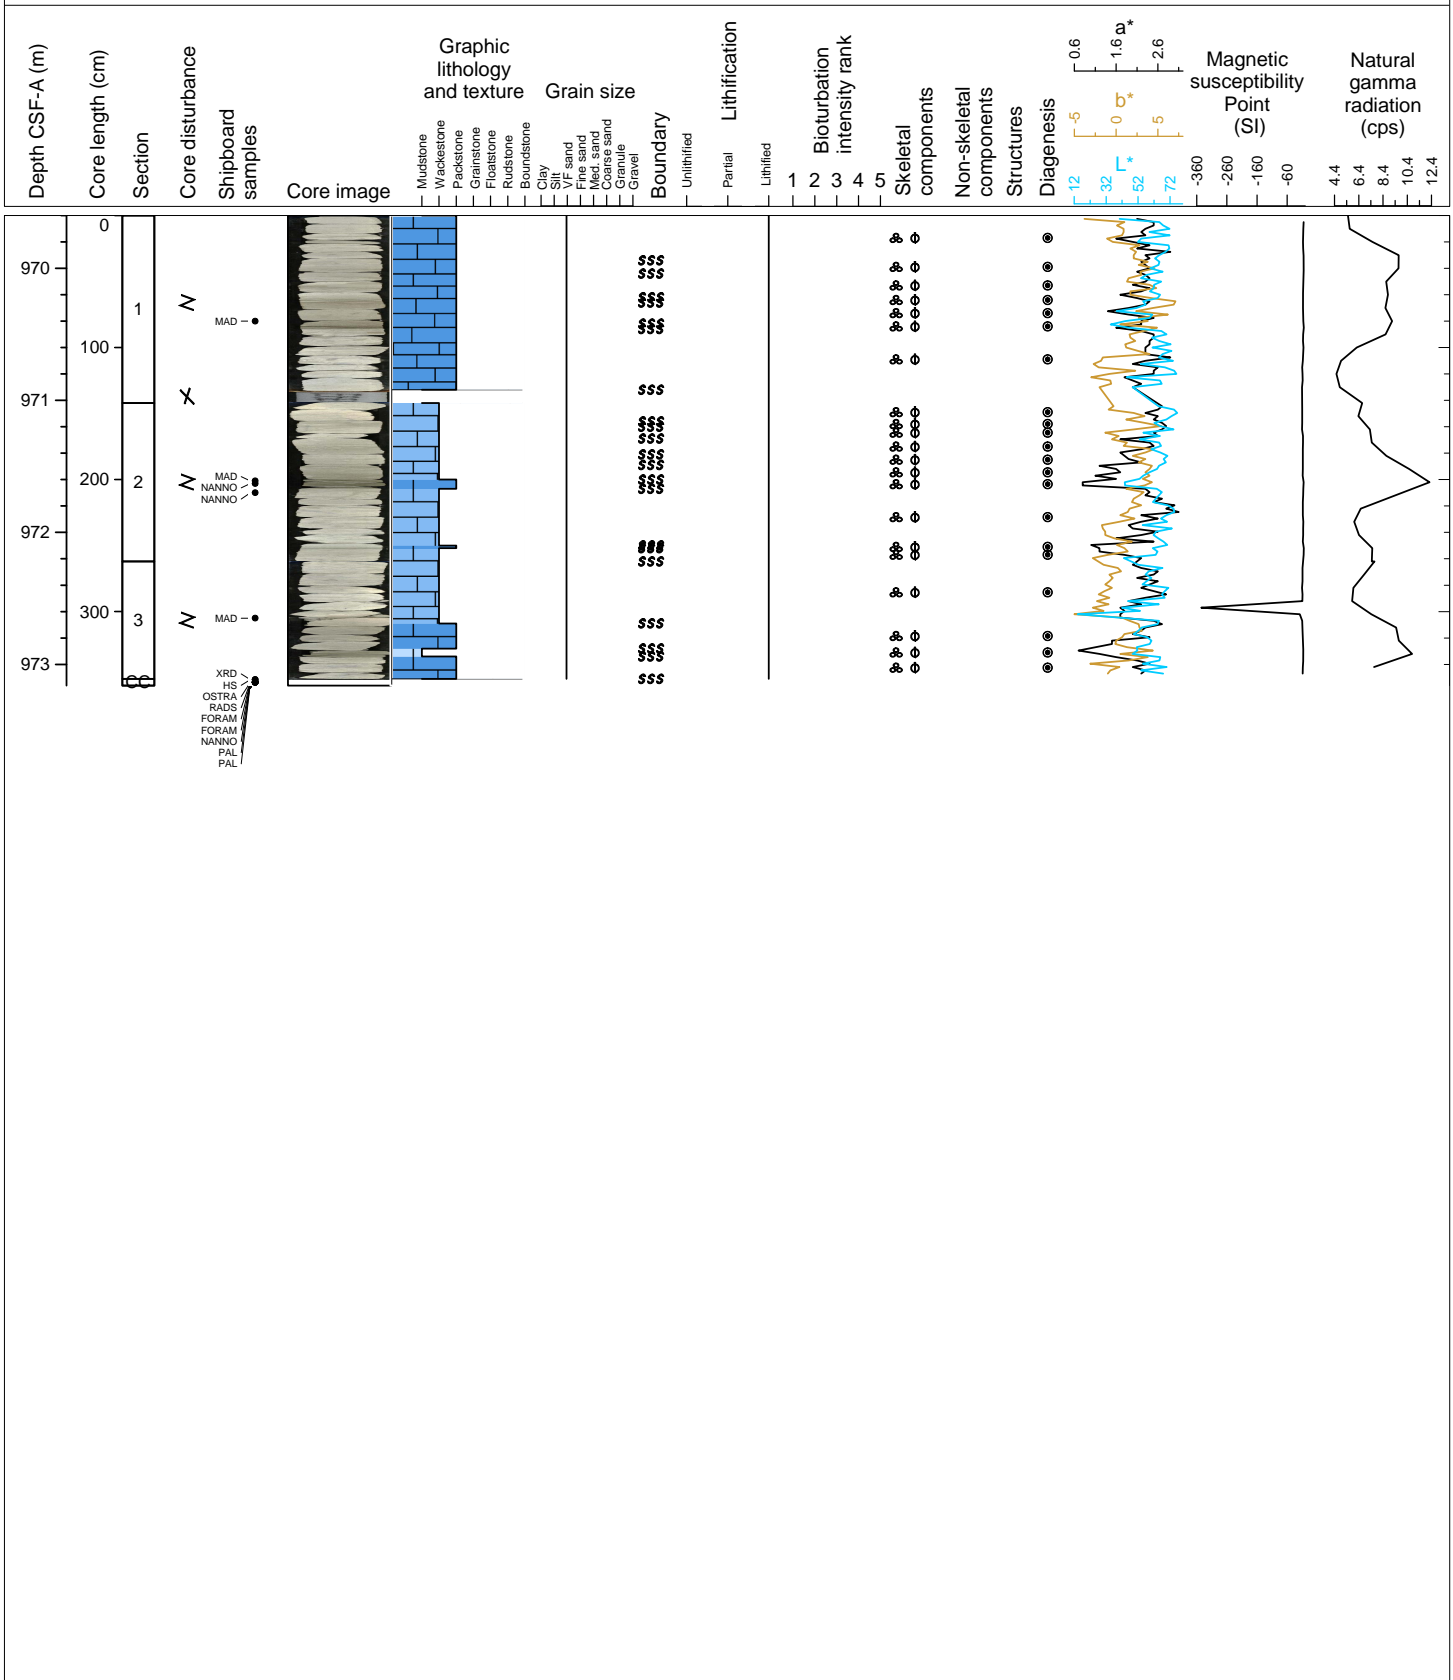 Depth CSF-A (m)
Core length (cm)
Section
Core disturbance
Shipboard
samples
Core image
Graphic
lithology
and texture
Mudstone
Wackestone
Packstone
Grainstone
Floatstone
Rudstone
Boundstone
Grain size
Clay
Silt
VF sand
Fine sand
Med. sand
Coarse sand
Granule
Gravel
Boundary
Lithification
Unlithified
Partial
Lithified
Bioturbation
intensity rank
1 2 3 4 5
Skeletal
components
Non-skeletal
components
Structures
Diagenesis
a*
0.6 1.6 2.6
b*
-5 0 5
L*
12 32 52 72
Magnetic
susceptibility
Point
(SI)
-360 -260 -160 -60
Natural
gamma
radiation
(cps)
4.4 6.4 8.4 10.4 12.4
0
970
1
MAD
100
971
MAD
200
2
NANNO
NANNO
972
300
3
MAD
973
XRD
CC
HS
OSTRA
RADS
FORAM
FORAM
NANNO
PAL
PAL